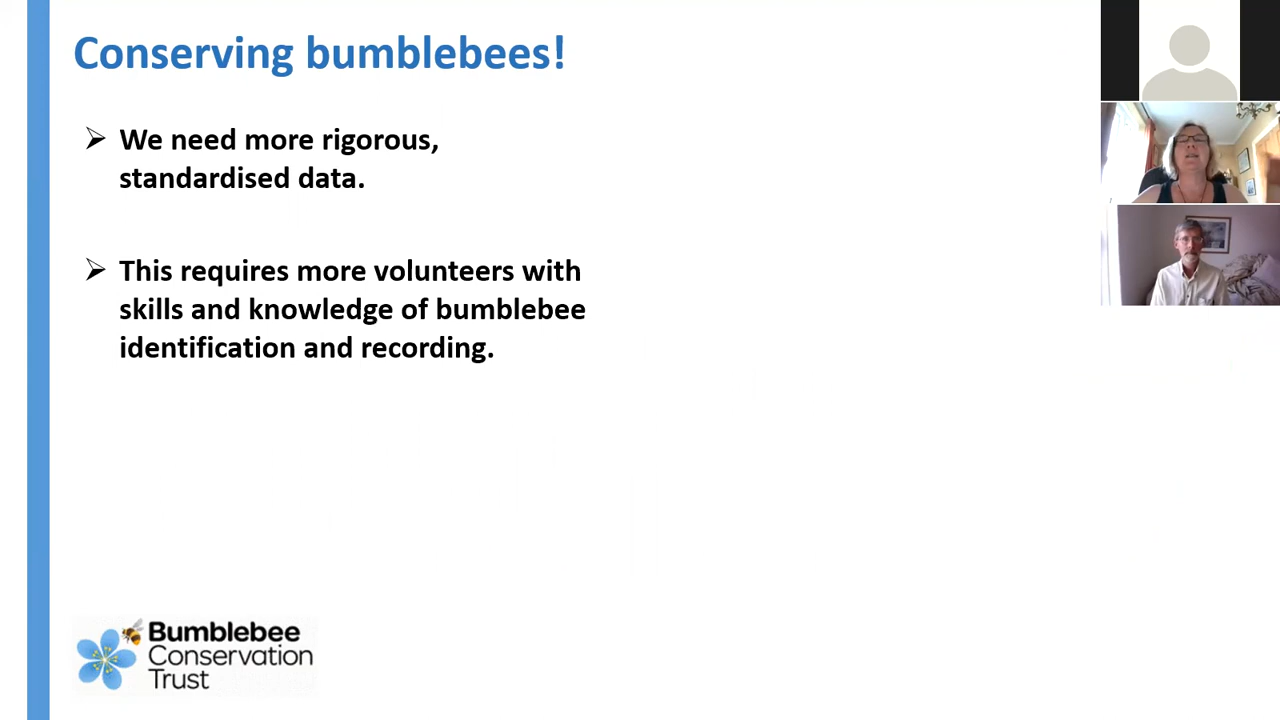 Conserving bumblebees!
We need more rigorous,
standardised data.
This requires more volunteers with
skills and knowledge of bumblebee
identification and recording.
Bumblebee
Conservation
Trust